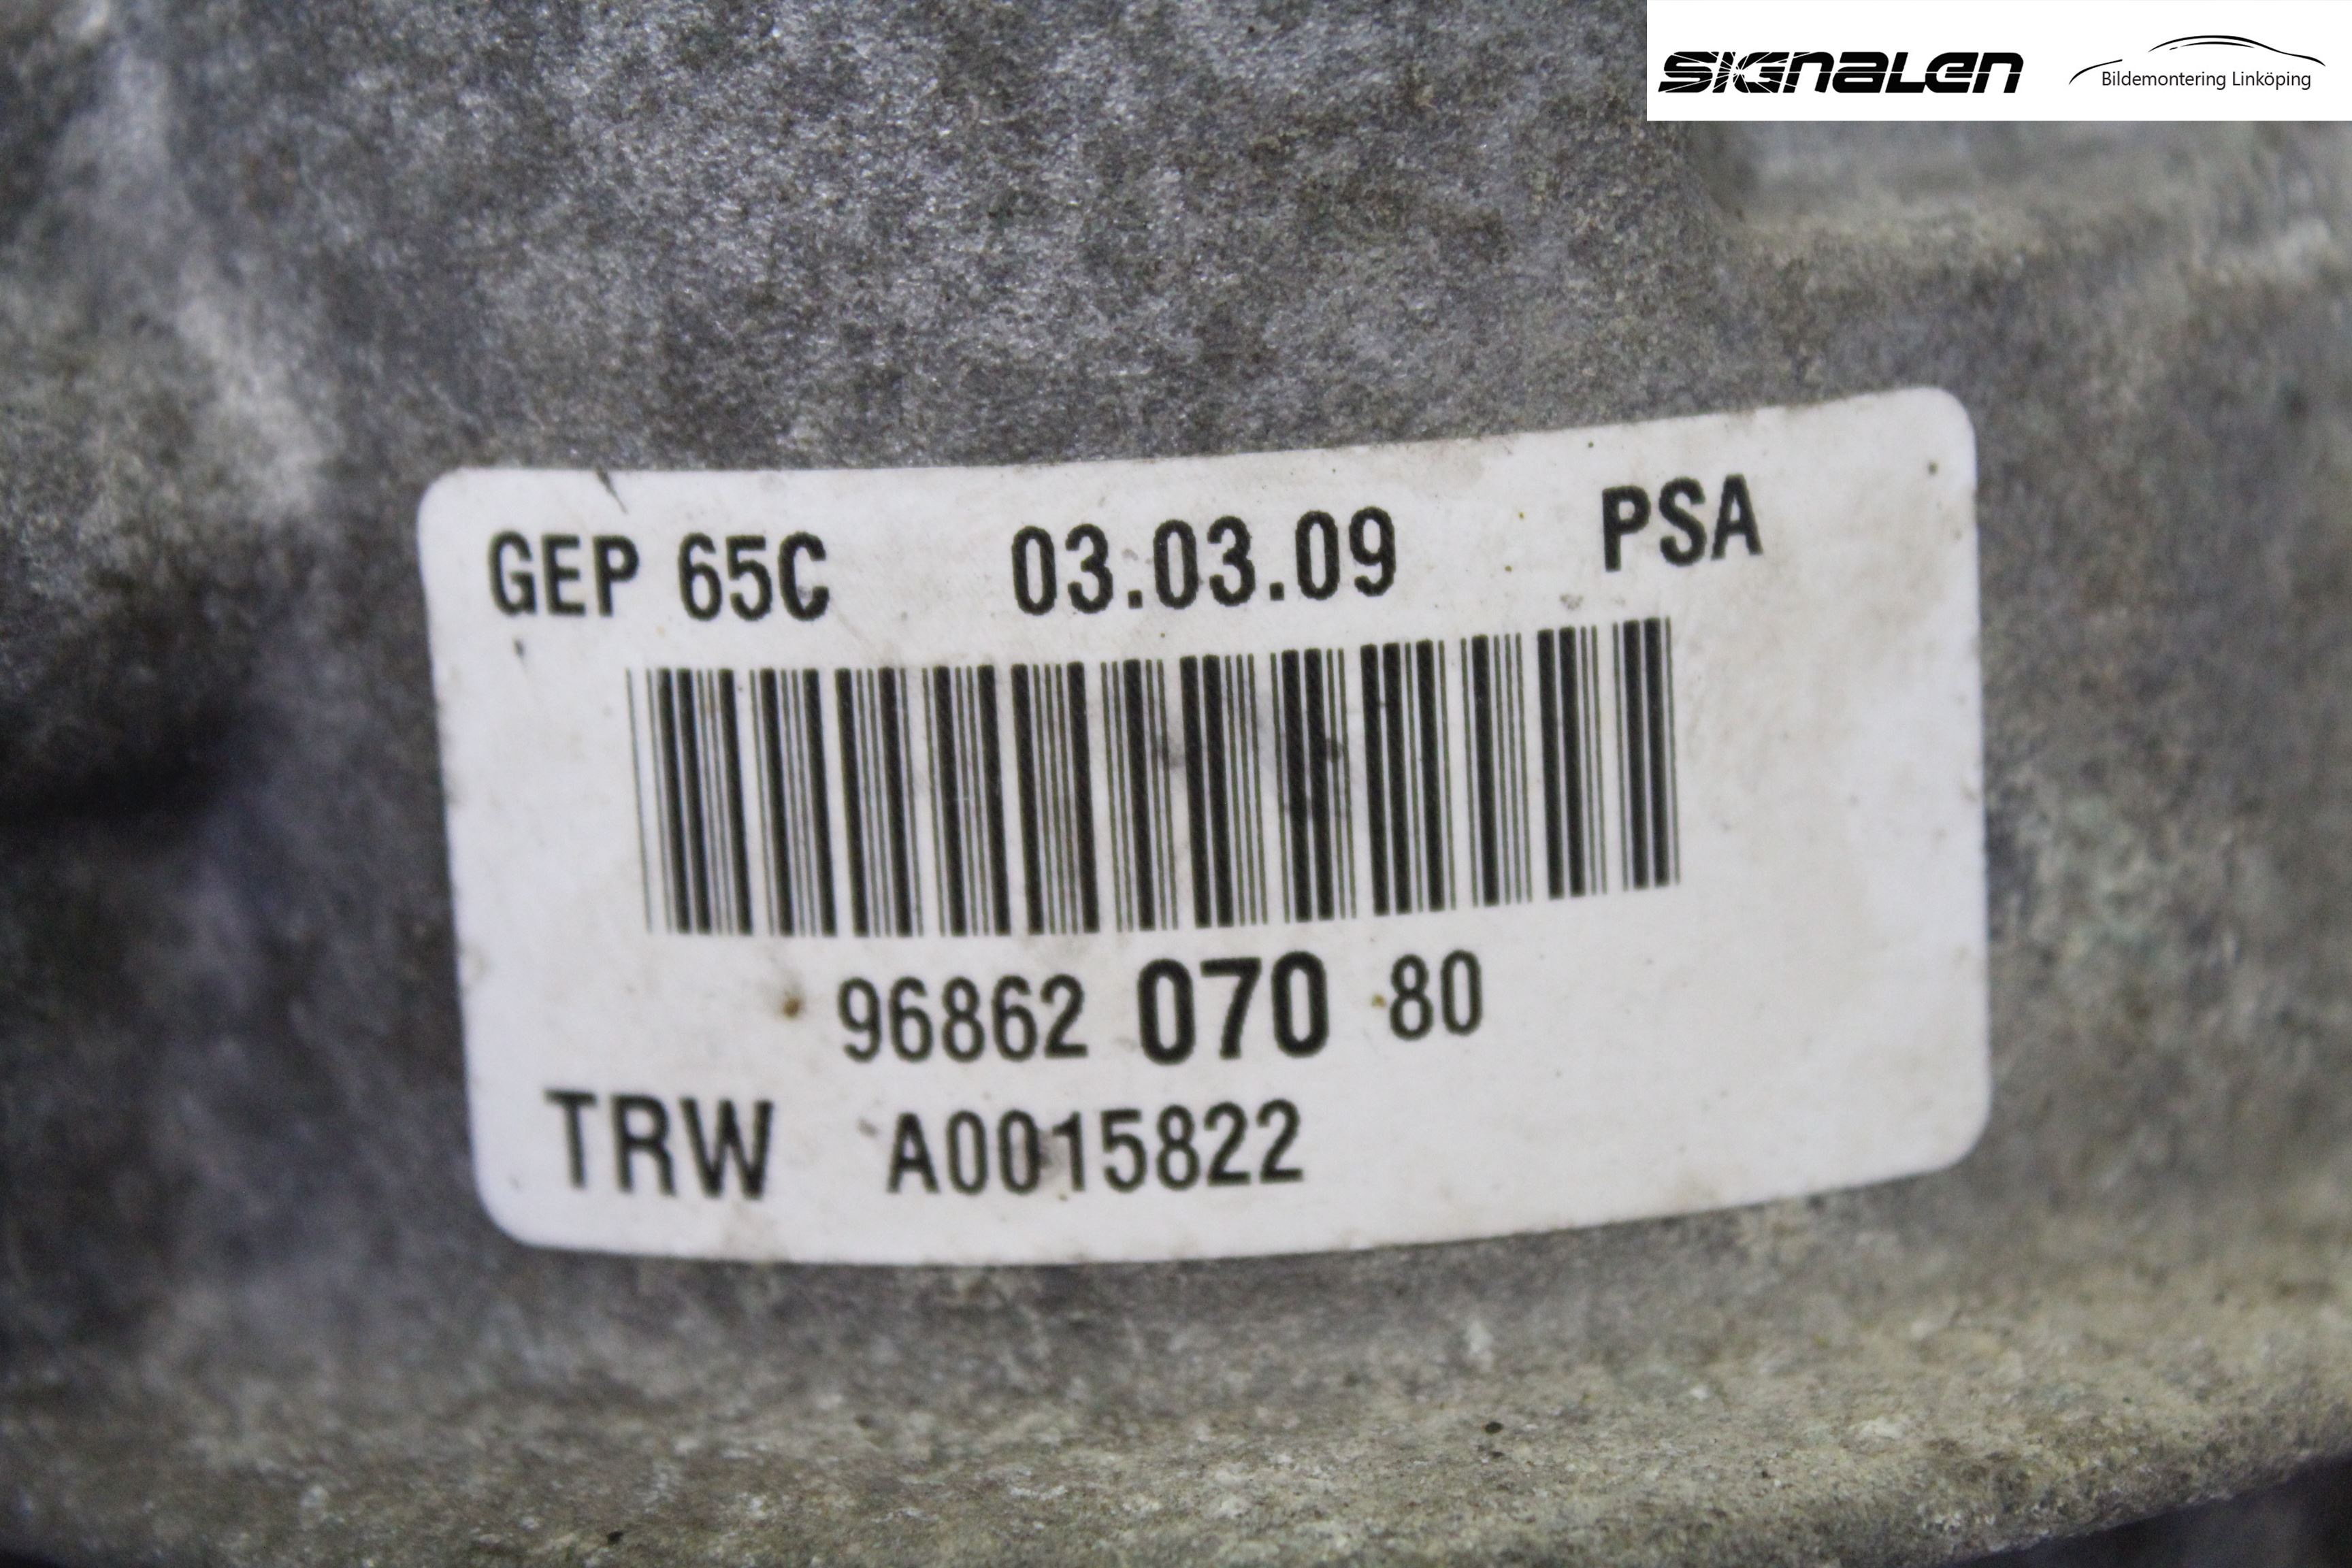 SIGNALEN
Bildemontering Linköping
GEP 65C 03.03.09 PSA
96862 070 80
TRW A0015822